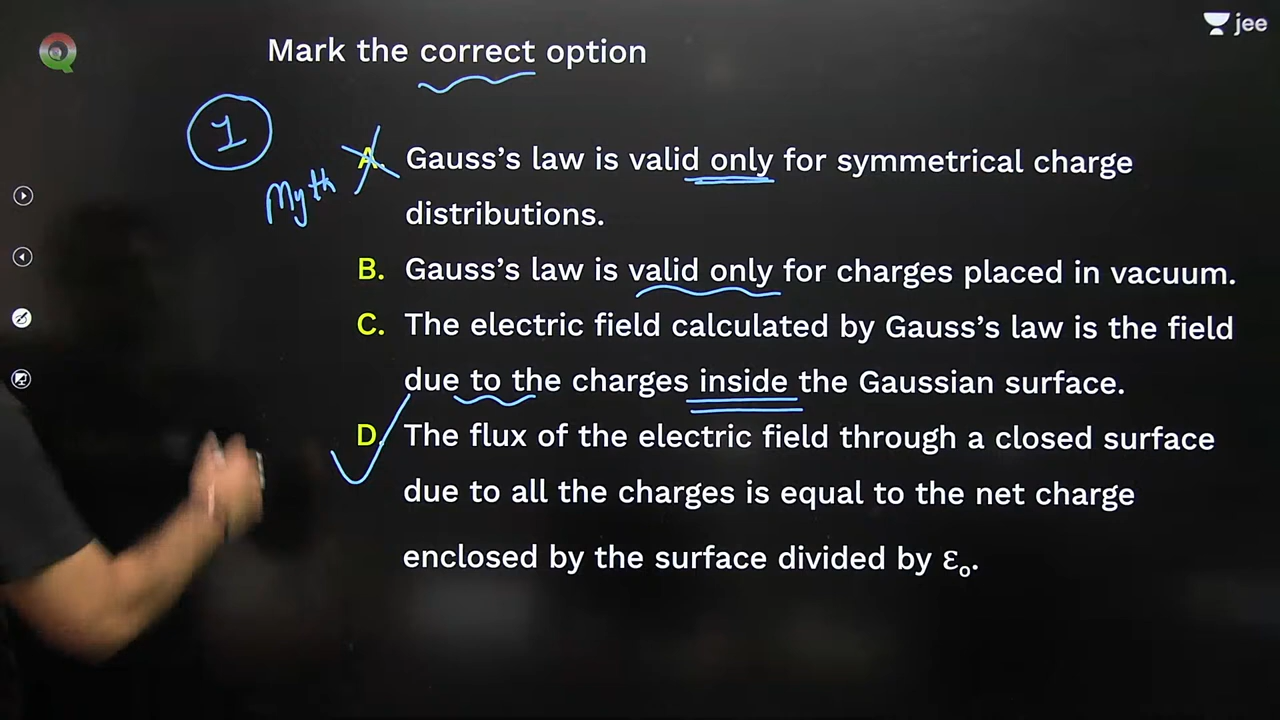 jee
Mark the correct option
1
Myth
A. Gauss’s law is valid only for symmetrical charge
distributions.
B. Gauss’s law is valid only for charges placed in vacuum.
C. The electric field calculated by Gauss’s law is the field
due to the charges inside the Gaussian surface.
D. The flux of the electric field through a closed surface
due to all the charges is equal to the net charge
enclosed by the surface divided by ε₀.